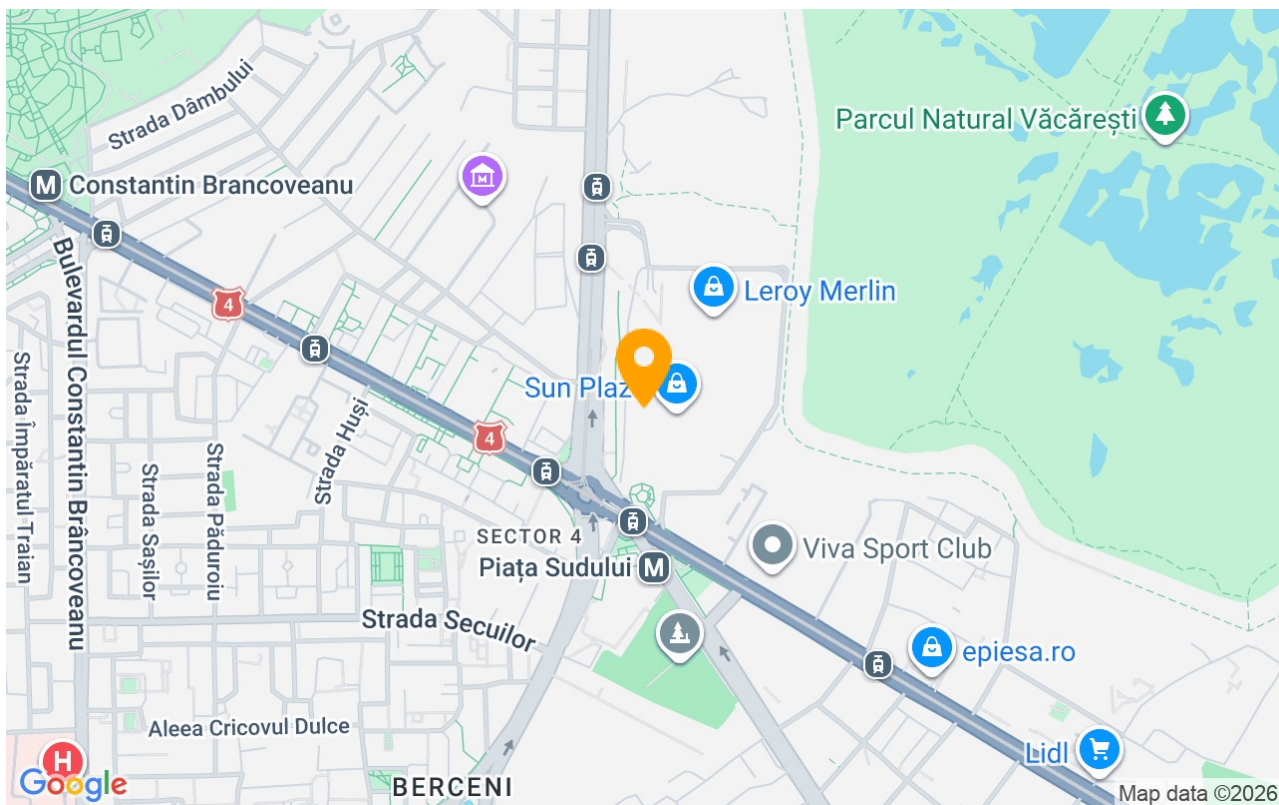 Strada Dâmbului
Parcul Natural Văcărești
M Constantin Brancoveanu
M
Leroy Merlin
4
Bulevardul Constantin Brâncoveanu
Strada Împăratul Traian
Sun Plaz
Strada Huși
4
Strada Sașilor
Strada Păduroiu
SECTOR 4
Viva Sport Club
Piața Sudului M
Strada Secuilor
epiesa.ro
Aleea Cricovul Dulce
Lidl
H
Google
BERCENI
Map data ©2026